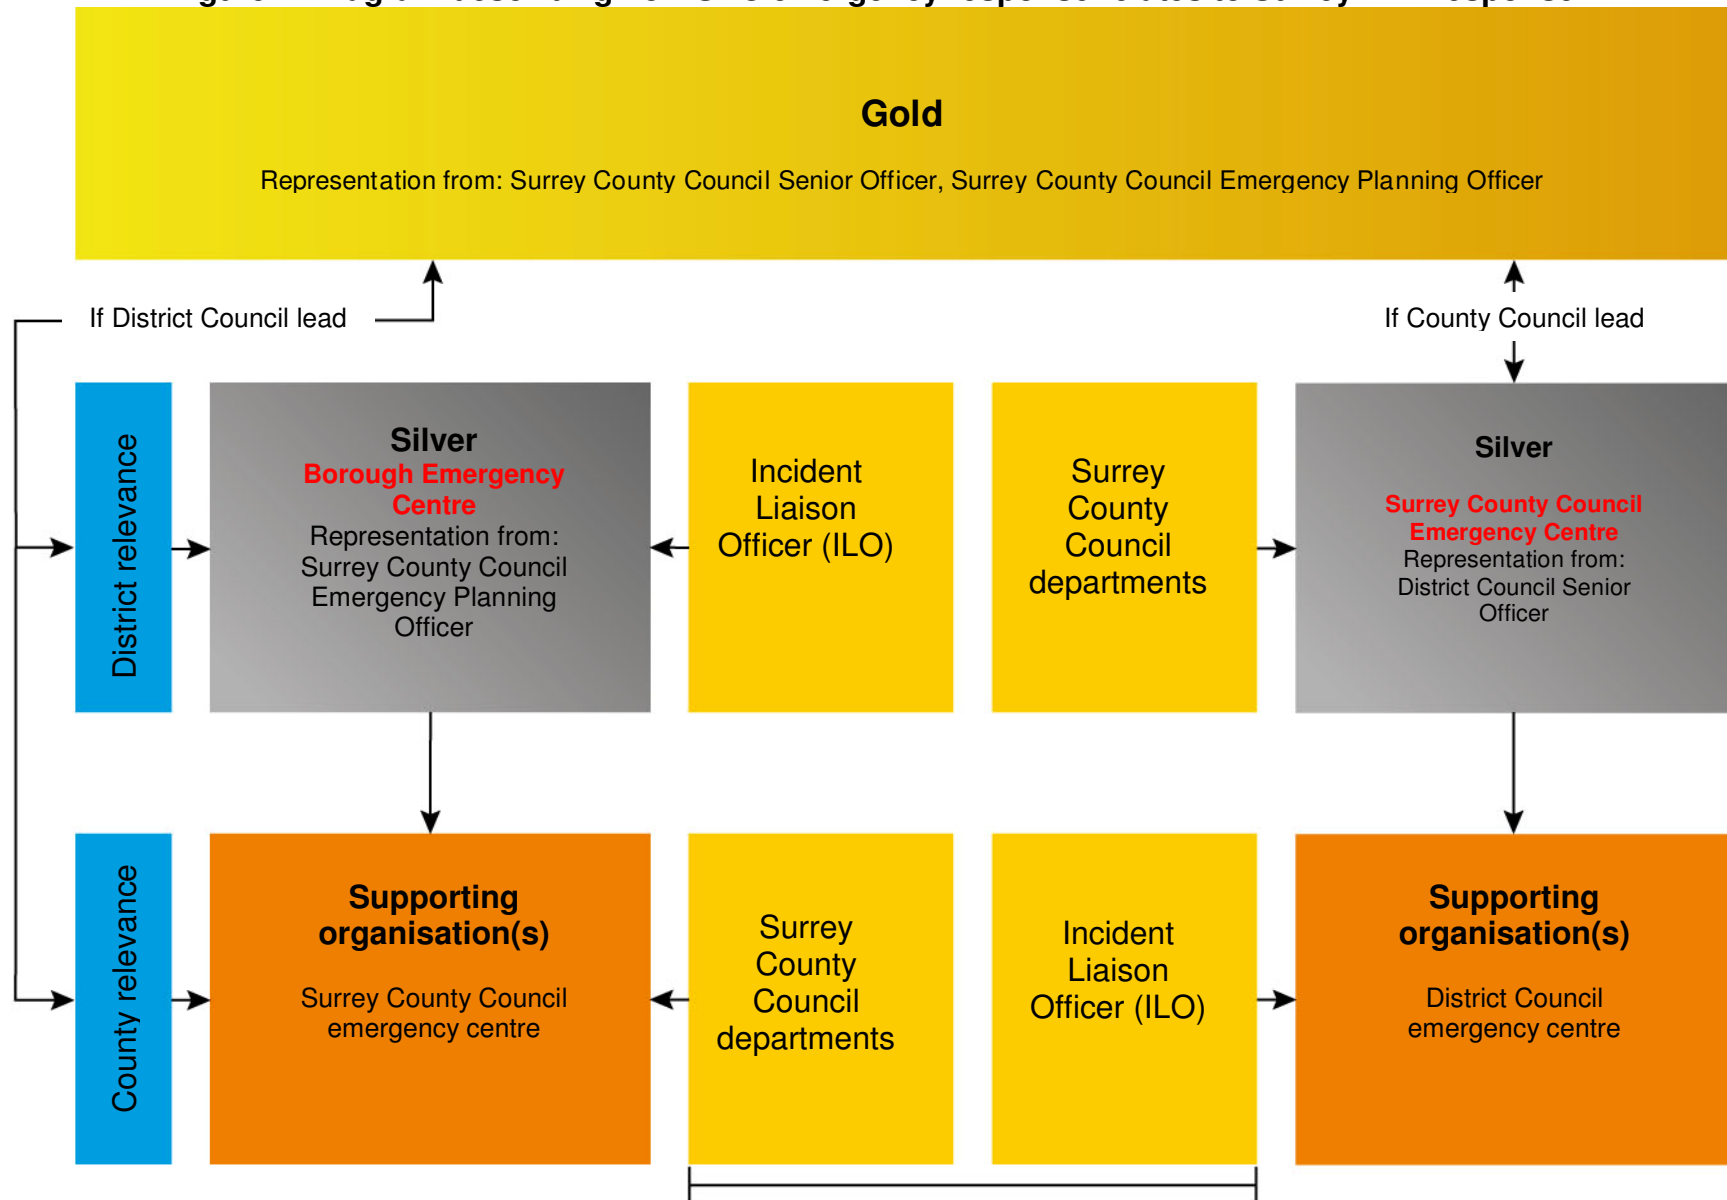 Gold
Representation from: Surrey County Council Senior Officer, Surrey County Council Emergency Planning Officer
If District Council lead
If County Council lead
District relevance
Silver
Borough Emergency
Centre
Representation from:
Surrey County Council
Emergency Planning
Officer
Incident
Liaison
Officer (ILO)
Surrey
County
Council
departments
Silver
Surrey County Council
Emergency Centre
Representation from:
District Council Senior
Officer
County relevance
Supporting
organisation(s)
Surrey County Council
emergency centre
Surrey
County
Council
departments
Incident
Liaison
Officer (ILO)
Supporting
organisation(s)
District Council
emergency centre